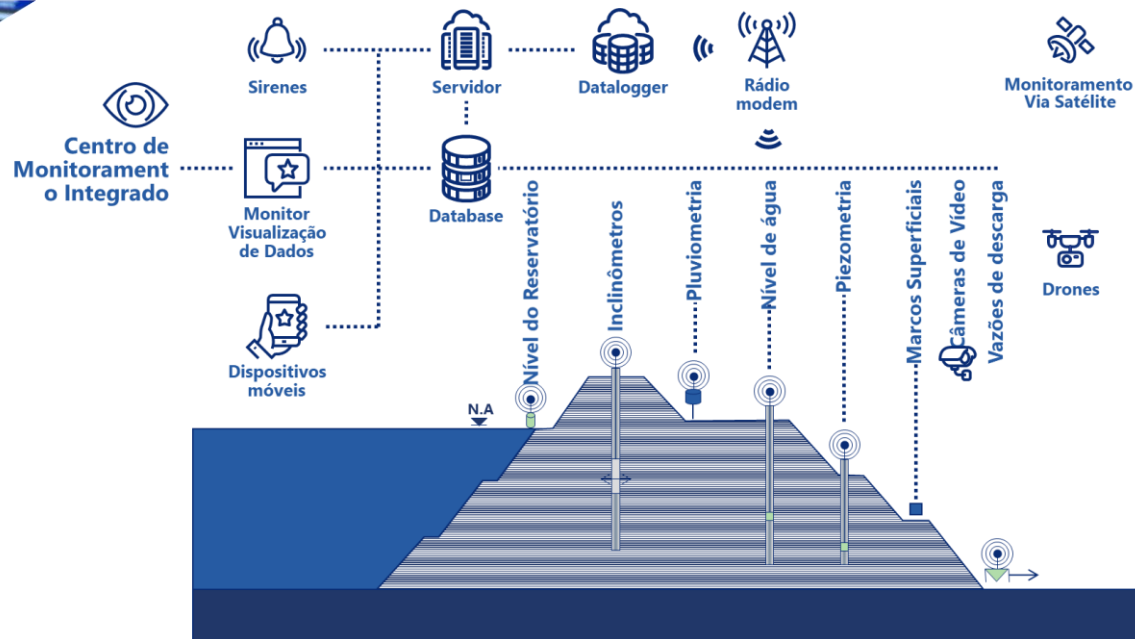 Sirenes
Servidor
Datalogger
Rádio
modem
Monitoramento
Via Satélite
Centro de
Monitorament
o Integrado
Monitor
Visualização
de Dados
Database
Dispositivos
móveis
Nível do Reservatório
Inclinômetros
Pluviometria
Nível de água
Piezometria
Marcos Superficiais
Câmeras de Vídeo
Vazões de descarga
Drones
N.A